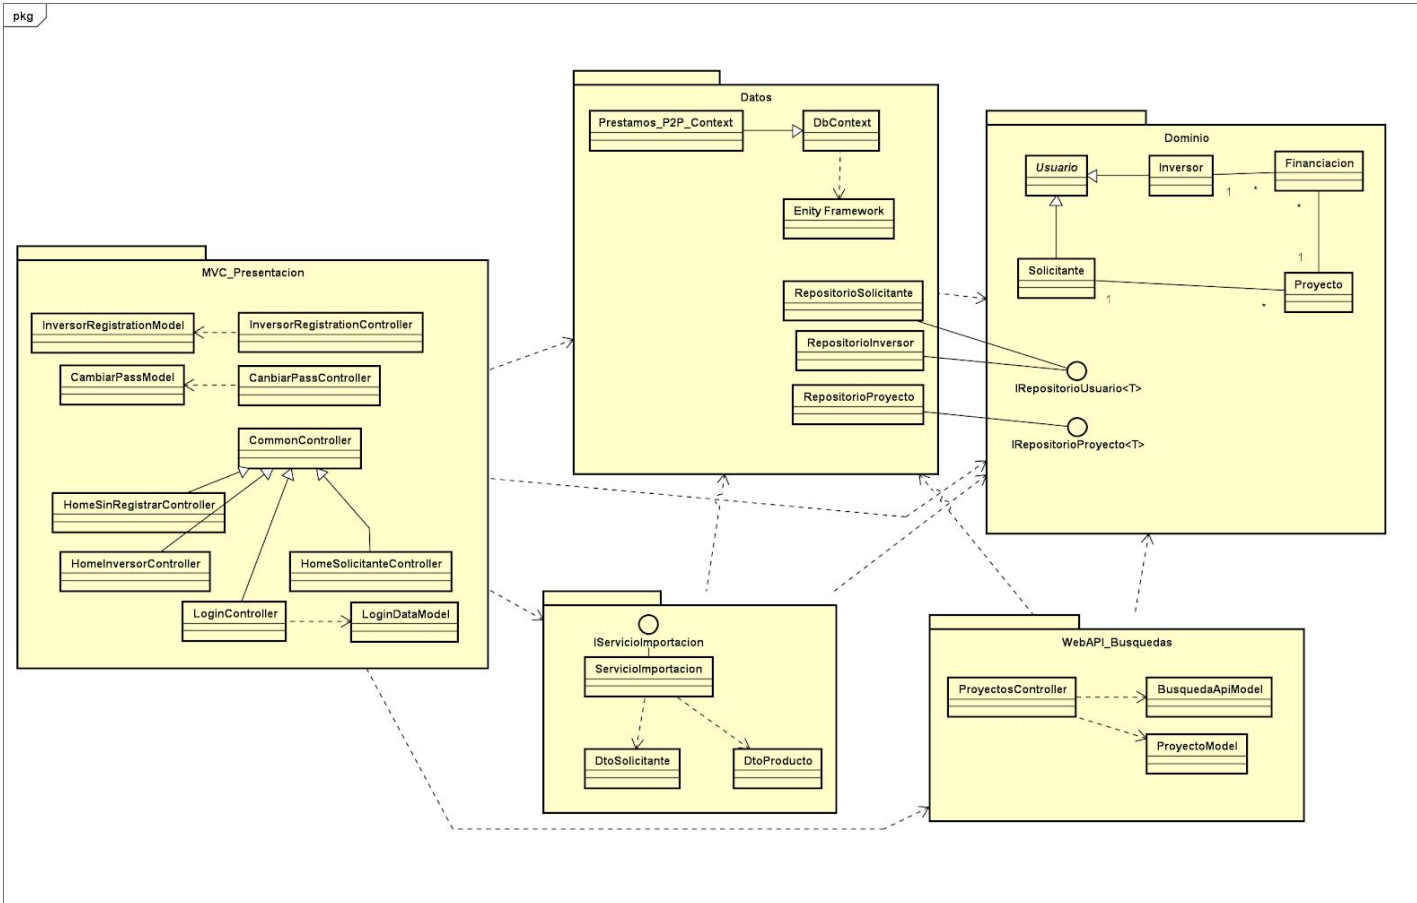 pkg
Datos
Prestamos_P2P_Context
DbContext
Enity Framework
RepositorioSolicitante
RepositorioInversor
RepositorioProyecto
Dominio
Usuario
Inversor
Financiacion
1
*
*
1
Solicitante
Proyecto
1
*
IRepositorioUsuario<T>
IRepositorioProyecto<T>
MVC_Presentacion
InversorRegistrationModel
InversorRegistrationController
CambiarPassModel
CanbiarPassController
CommonController
HomeSinRegistrarController
HomeInversorController
HomeSolicitanteController
LoginController
LoginDataModel
IServicioImportacion
ServicioImportacion
DtoSolicitante
DtoProducto
WebAPI_Busquedas
ProyectosController
BusquedaApiModel
ProyectoModel